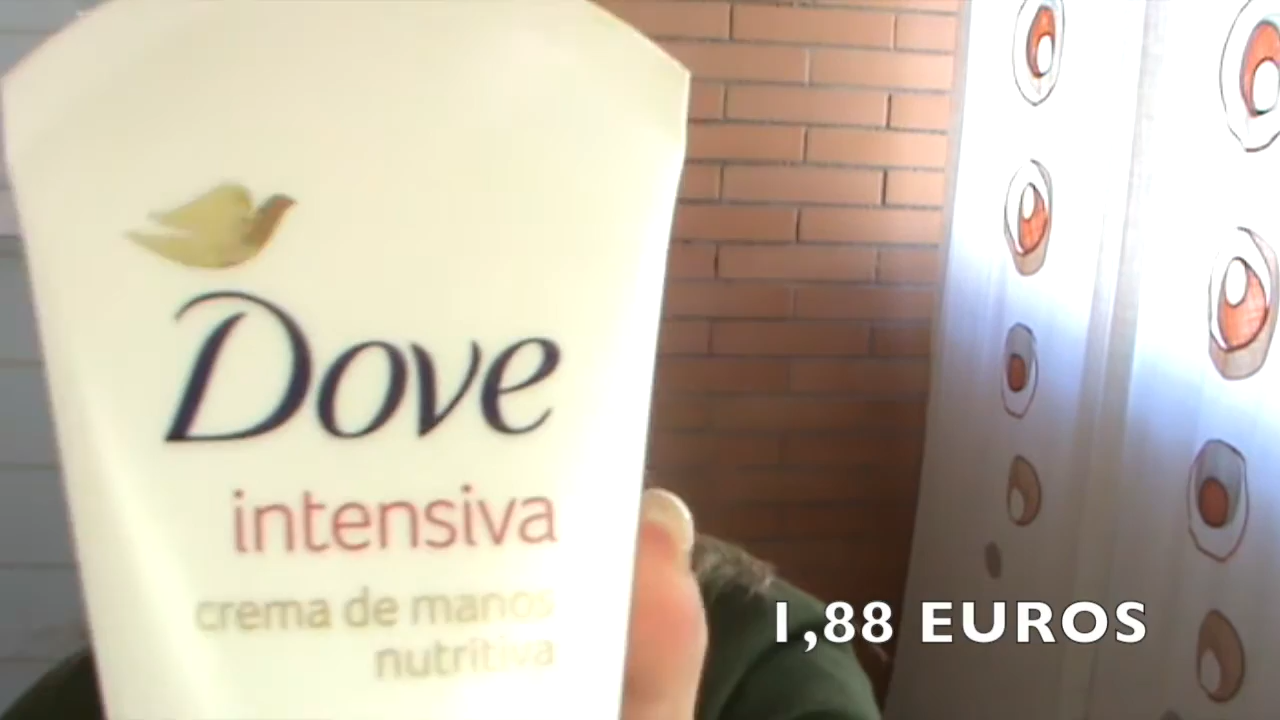 Dove
intensiva
crema de manos
nutritiva
1,88 EUROS